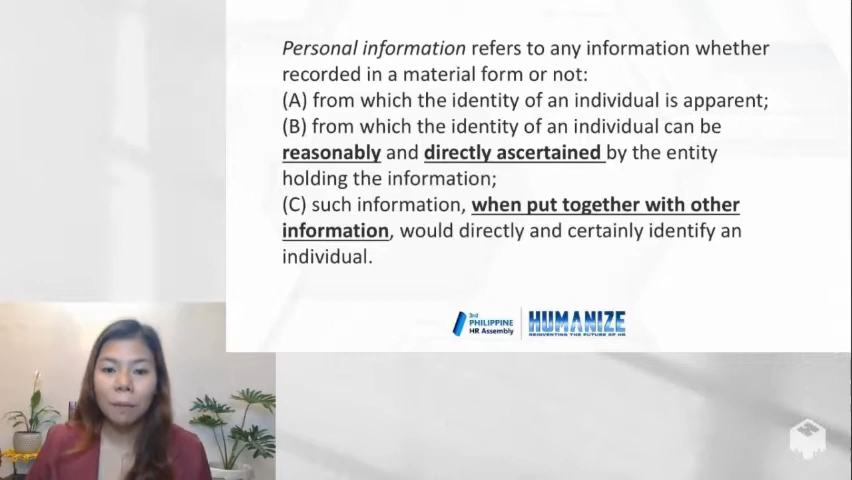 Personal information refers to any information whether
recorded in a material form or not:
(A) from which the identity of an individual is apparent;
(B) from which the identity of an individual can be
reasonably and directly ascertained by the entity
holding the information;
(C) such information, when put together with other
information, would directly and certainly identify an
individual.
3rd
PHILIPPINE
HR Assembly
HUMANIZE
REINVENTING THE FUTURE OF HR